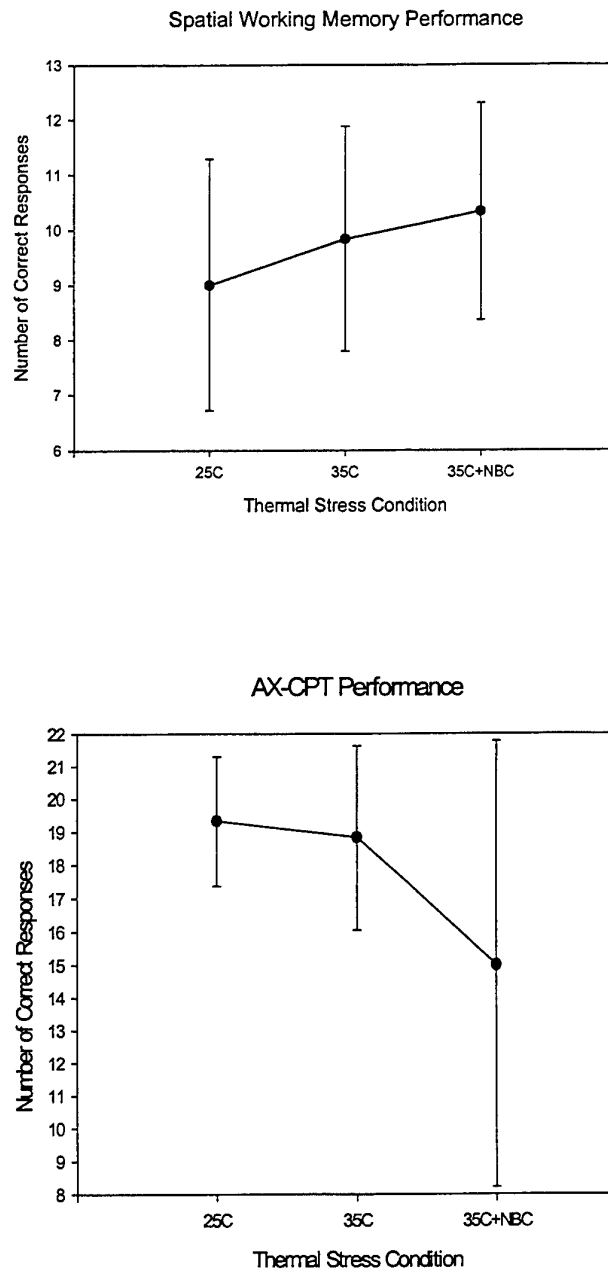 Spatial Working Memory Performance
13
12
11
10
9
8
7
6
Number of Correct Responses
25C 35C 35C+NBC
Thermal Stress Condition
AX-CPT Performance
22
21
20
19
18
17
16
15
14
13
12
11
10
9
8
Number of Correct Responses
25C 35C 35C+NBC
Thermal Stress Condition